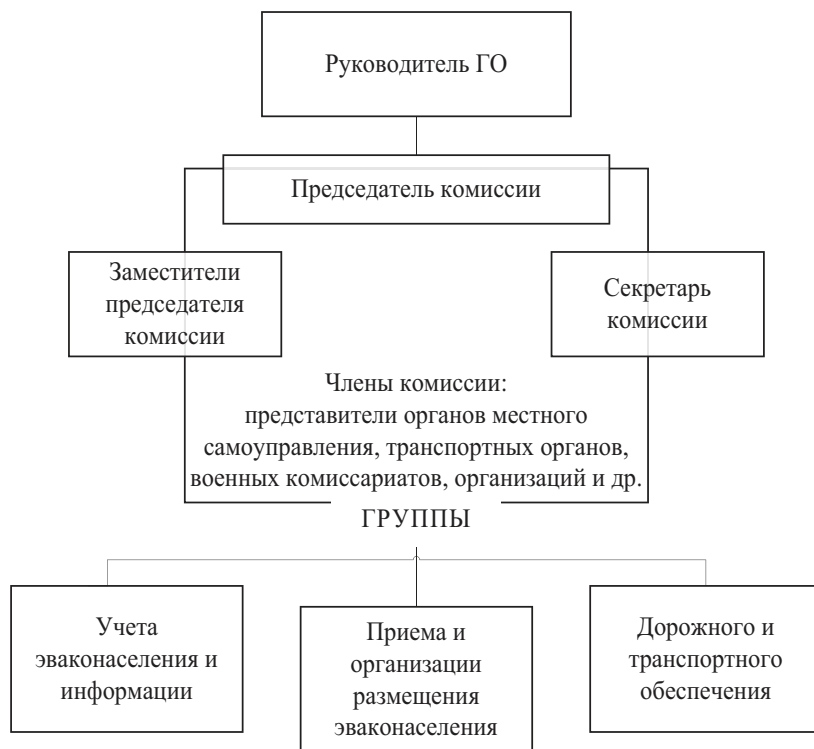 Руководитель ГО
Председатель комиссии
Заместители
председателя
комиссии
Секретарь
комиссии
Члены комиссии:
представители органов местного
самоуправления, транспортных органов,
военных комиссариатов, организаций и др.
ГРУППЫ
Учета
эваконаселения и
информации
Приема и
организации
размещения
эваконаселения
Дорожного и
транспортного
обеспечения